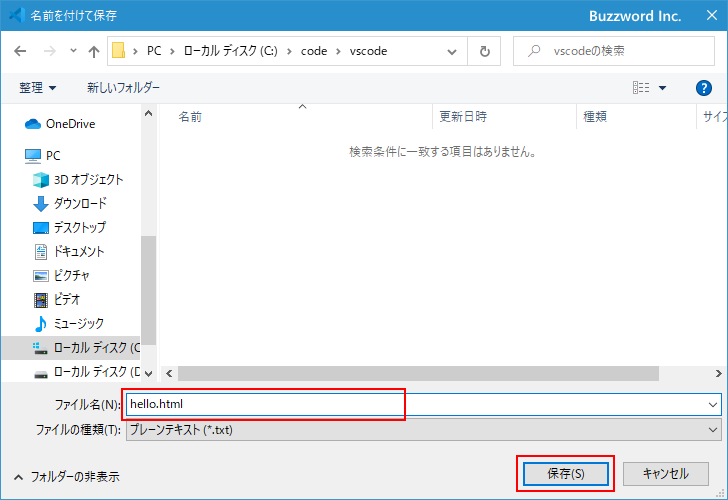 名前を付けて保存 Buzzword Inc.
PC > ローカル ディスク (C:) > code > vscode vscodeの検索
整理 新しいフォルダー ?
名前 更新日時 種類 サイズ
検索条件に一致する項目はありません。
OneDrive
PC
3D オブジェクト
ダウンロード
デスクトップ
ドキュメント
ピクチャ
ビデオ
ミュージック
ローカル ディスク (C
ローカル ディスク (D
ファイル名(N): hello.html
ファイルの種類(T): プレーンテキスト (*.txt)
フォルダーの非表示 保存(S) キャンセル